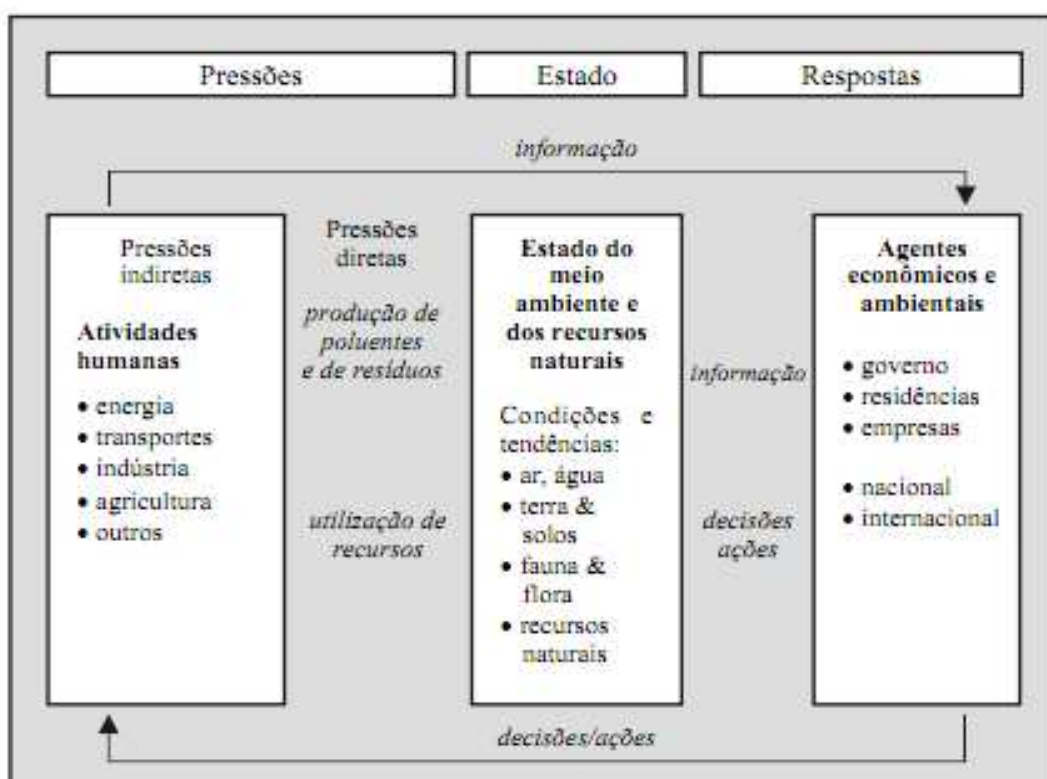 Pressões
Estado
Respostas
informação
Pressões
indiretas
Atividades
humanas
• energia
• transportes
• indústria
• agricultura
• outros
Pressões
diretas
produção de
poluentes
e de resíduos
utilização de
recursos
Estado do
meio
ambiente e
dos recursos
naturais
Condições e
tendências:
• ar, água
• terra &
solos
• fauna &
flora
• recursos
naturais
informação
decisões
ações
Agentes
econômicos e
ambientais
• governo
• residências
• empresas
• nacional
• internacional
decisões/ações